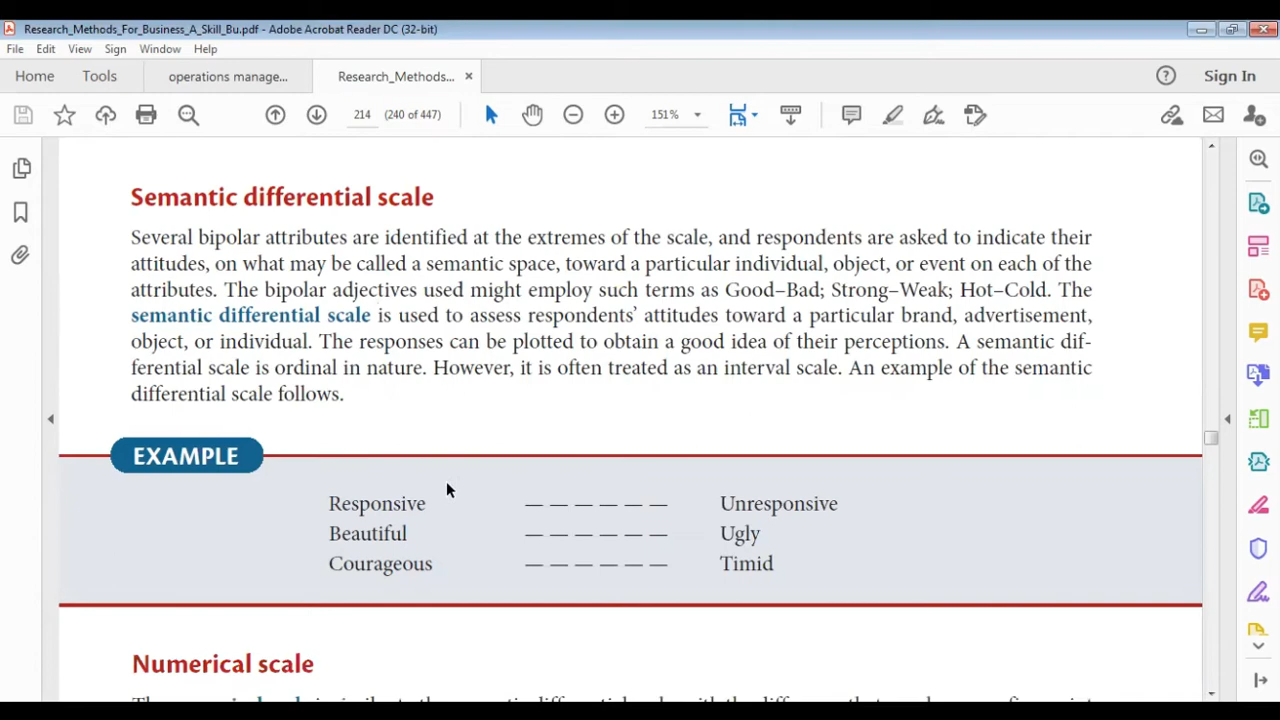 Research_Methods_For_Business_A_Skill_Bu.pdf - Adobe Acrobat Reader DC (32-bit)
File Edit View Sign Window Help
Home Tools operations manage... Research_Methods... × Sign In
214 (240 of 447) 151%
Semantic differential scale
Several bipolar attributes are identified at the extremes of the scale, and respondents are asked to indicate their
attitudes, on what may be called a semantic space, toward a particular individual, object, or event on each of the
attributes. The bipolar adjectives used might employ such terms as Good–Bad; Strong–Weak; Hot–Cold. The
semantic differential scale is used to assess respondents’ attitudes toward a particular brand, advertisement,
object, or individual. The responses can be plotted to obtain a good idea of their perceptions. A semantic dif-
ferential scale is ordinal in nature. However, it is often treated as an interval scale. An example of the semantic
differential scale follows.
EXAMPLE
Responsive — — — — — — Unresponsive
Beautiful — — — — — — Ugly
Courageous — — — — — — Timid
Numerical scale